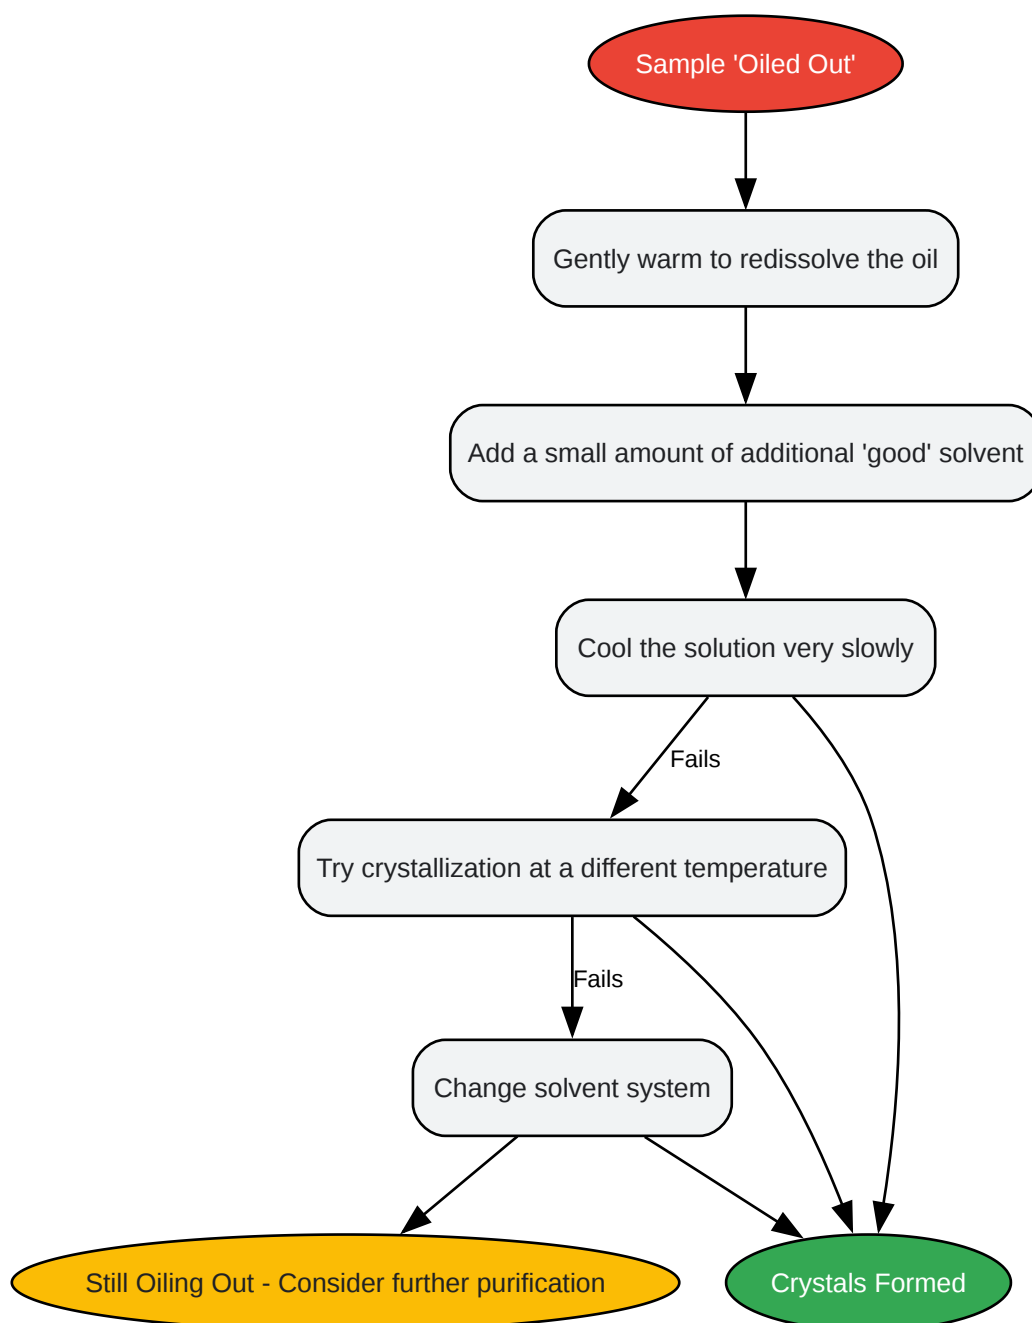 Sample 'Oiled Out'
Gently warm to redissolve the oil
Add a small amount of additional 'good' solvent
Cool the solution very slowly
Fails
Try crystallization at a different temperature
Fails
Change solvent system
Still Oiling Out - Consider further purification
Crystals Formed